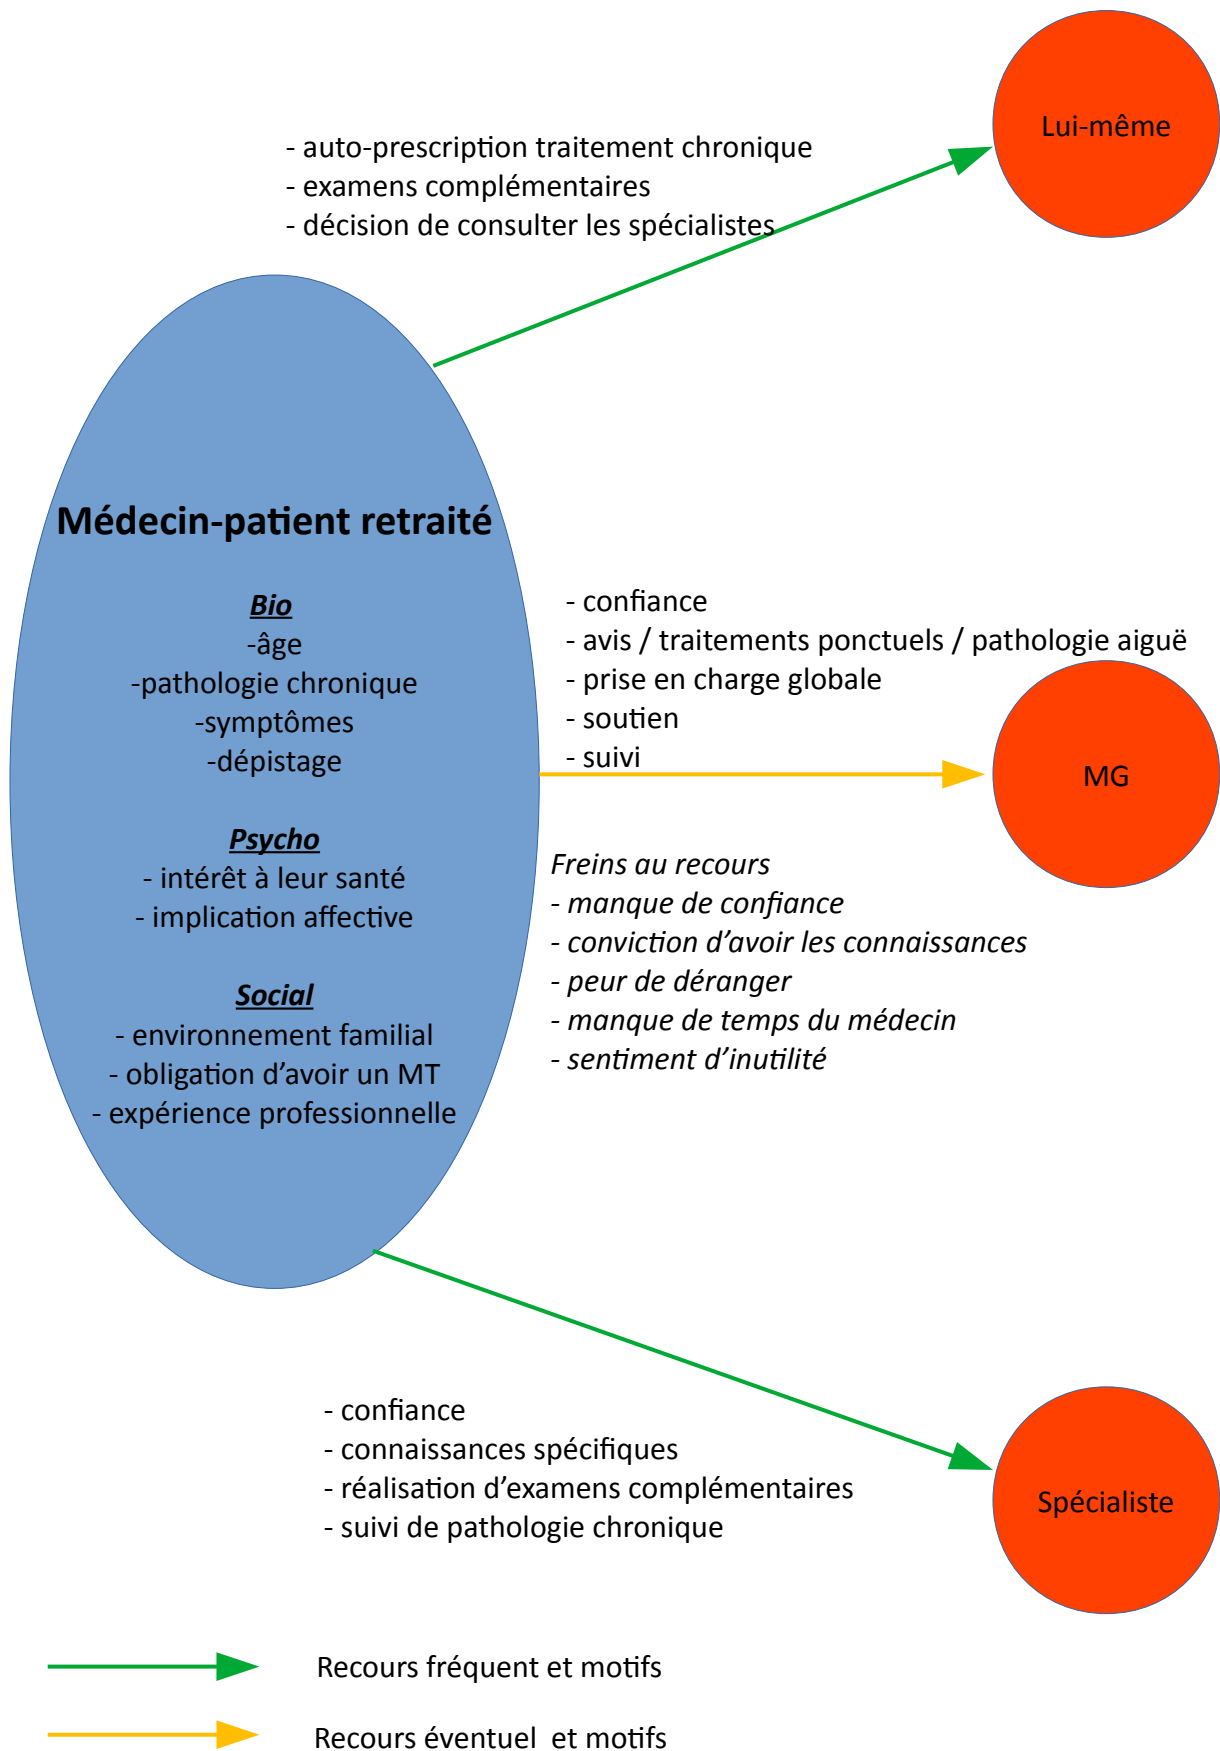 Lui-même
- auto-prescription traitement chronique
- examens complémentaires
- décision de consulter les spécialistes
Médecin-patient retraité
Bio
-âge
-pathologie chronique
-symptômes
-dépistage
Psycho
- intérêt à leur santé
- implication affective
Social
- environnement familial
- obligation d’avoir un MT
- expérience professionnelle
- confiance
- avis / traitements ponctuels / pathologie aiguë
- prise en charge globale
- soutien
- suivi
MG
Freins au recours
- manque de confiance
- conviction d’avoir les connaissances
- peur de déranger
- manque de temps du médecin
- sentiment d’inutilité
- confiance
- connaissances spécifiques
- réalisation d’examens complémentaires
- suivi de pathologie chronique
Spécialiste
Recours fréquent et motifs
Recours éventuel  et motifs